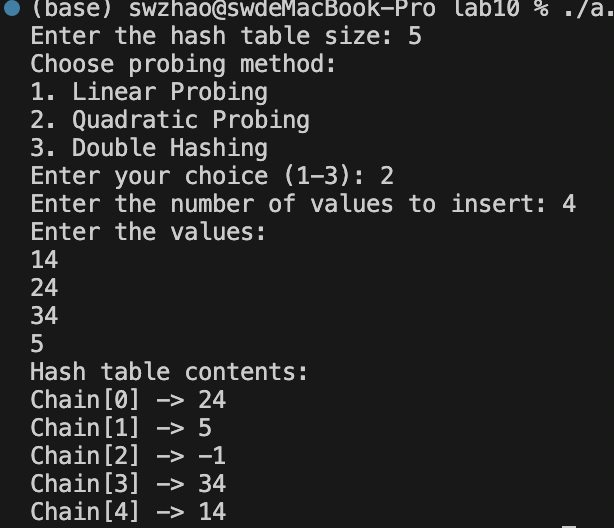 (base) swzhao@swdeMacBook-Pro lab10 % ./a.
Enter the hash table size: 5
Choose probing method:
1. Linear Probing
2. Quadratic Probing
3. Double Hashing
Enter your choice (1-3): 2
Enter the number of values to insert: 4
Enter the values:
14
24
34
5
Hash table contents:
Chain[0] -> 24
Chain[1] -> 5
Chain[2] -> -1
Chain[3] -> 34
Chain[4] -> 14